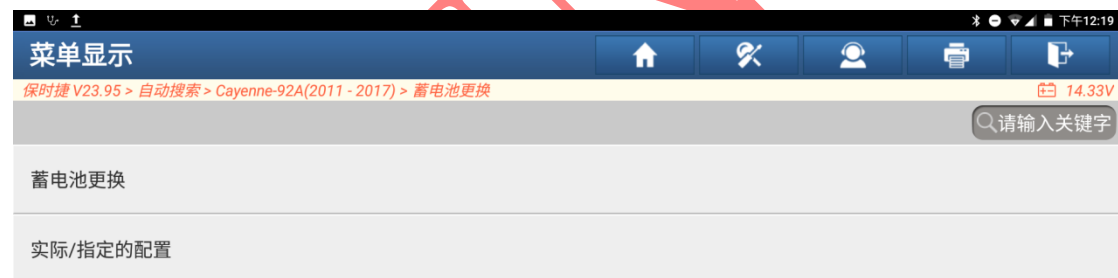 下午12:19
菜单显示
保时捷 V23.95 > 自动搜索 > Cayenne-92A(2011 - 2017) > 蓄电池更换
14.33V
请输入关键字
蓄电池更换
实际/指定的配置